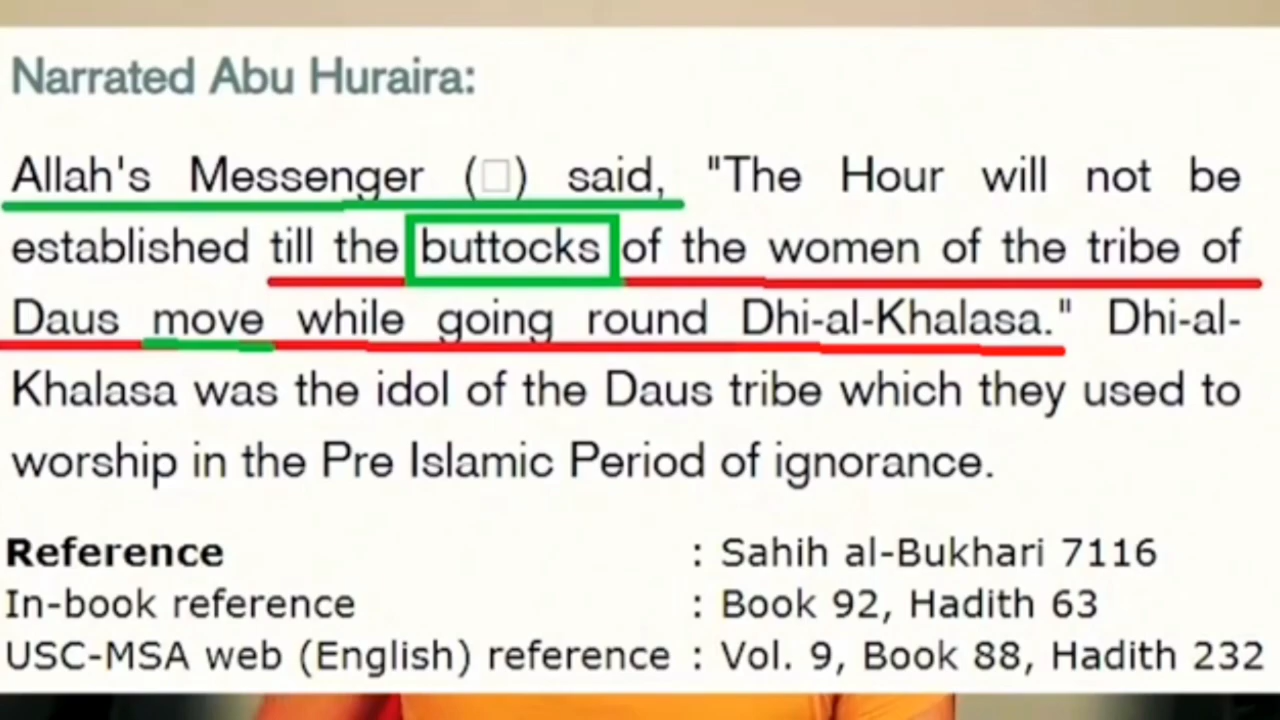 Narrated Abu Huraira:
Allah's Messenger (□) said, "The Hour will not be
established till the buttocks of the women of the tribe of
Daus move while going round Dhi-al-Khalasa." Dhi-al-
Khalasa was the idol of the Daus tribe which they used to
worship in the Pre Islamic Period of ignorance.
Reference : Sahih al-Bukhari 7116
In-book reference : Book 92, Hadith 63
USC-MSA web (English) reference : Vol. 9, Book 88, Hadith 232